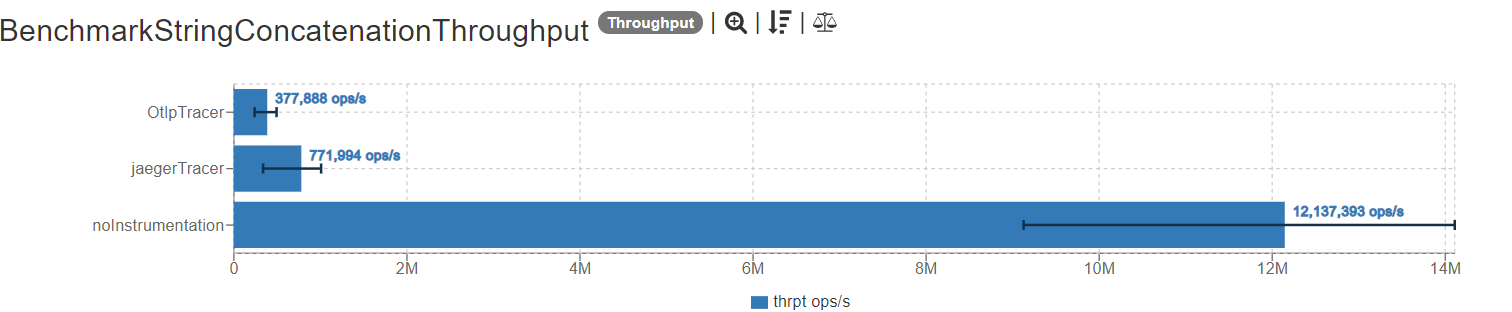 BenchmarkStringConcatenationThroughput Throughput | | |
OtlpTracer 377,888 ops/s
jaegerTracer 771,994 ops/s
noInstrumentation 12,137,393 ops/s
0 2M 4M 6M 8M 10M 12M 14M
thrpt ops/s